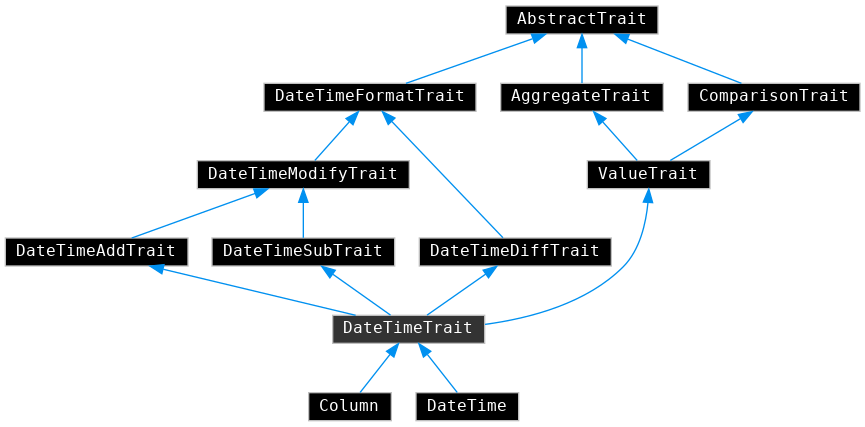 AbstractTrait
DateTimeFormatTrait
AggregateTrait
ComparisonTrait
DateTimeModifyTrait
ValueTrait
DateTimeAddTrait
DateTimeSubTrait
DateTimeDiffTrait
DateTimeTrait
Column
DateTime